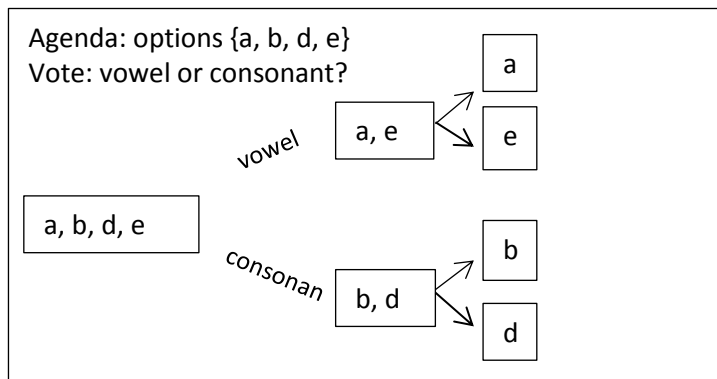 Agenda: options {a, b, d, e}
Vote: vowel or consonant?
a, b, d, e
vowel
a, e
a
e
consonan
b, d
b
d